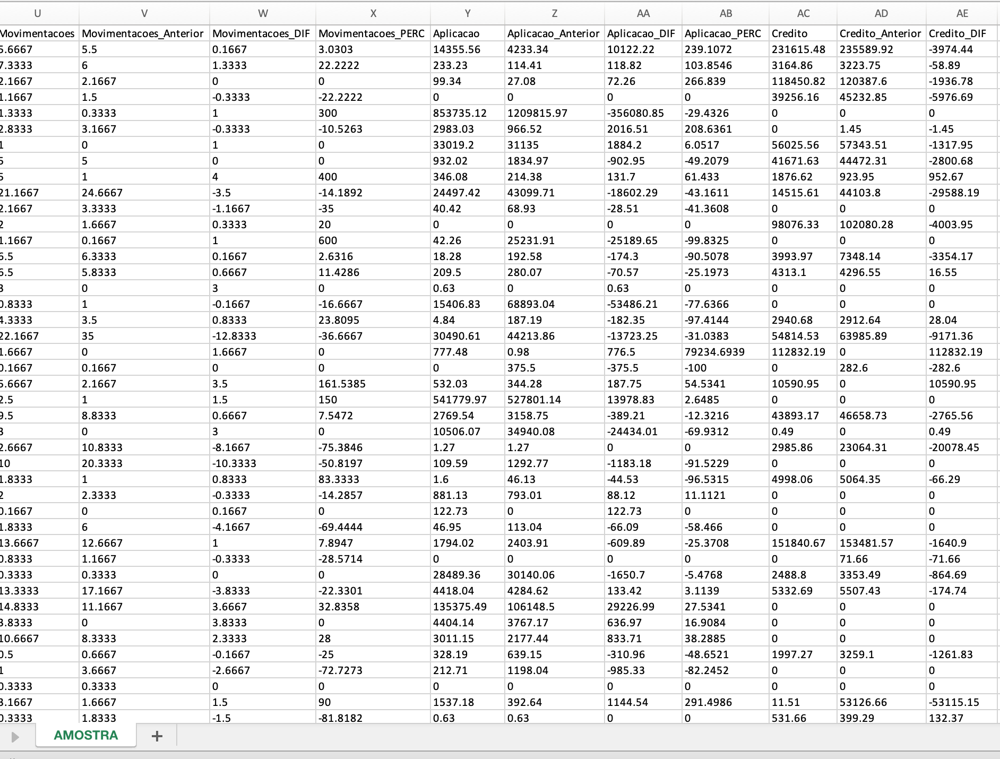 U V W X Y Z AA AB AC AD AE
Movimentacoes Movimentacoes_Anterior Movimentacoes_DIF Movimentacoes_PERC Aplicacao Aplicacao_Anterior Aplicacao_DIF Aplicacao_PERC Credito Credito_Anterior Credito_DIF
5.6667 5.5 0.1667 3.0303 14355.56 4233.34 10122.22 239.1072 231615.48 235589.92 -3974.44
7.3333 6 1.3333 22.2222 233.23 114.41 118.82 103.8546 3164.86 3223.75 -58.89
2.1667 2.1667 0 0 99.34 27.08 72.26 266.839 118450.82 120387.6 -1936.78
1.1667 1.5 -0.3333 -22.2222 0 0 0 0 39256.16 45232.85 -5976.69
1.3333 0.3333 1 300 853735.12 1209815.97 -356080.85 -29.4326 0 0 0
2.8333 3.1667 -0.3333 -10.5263 2983.03 966.52 2016.51 208.6361 0 1.45 -1.45
1 0 1 0 33019.2 31135 1884.2 6.0517 56025.56 57343.51 -1317.95
5 5 0 0 932.02 1834.97 -902.95 -49.2079 41671.63 44472.31 -2800.68
5 1 4 400 346.08 214.38 131.7 61.433 1876.62 923.95 952.67
21.1667 24.6667 -3.5 -14.1892 24497.42 43099.71 -18602.29 -43.1611 14515.61 44103.8 -29588.19
2.1667 3.3333 -1.1667 -35 40.42 68.93 -28.51 -41.3608 0 0 0
2 1.6667 0.3333 20 0 0 0 0 98076.33 102080.28 -4003.95
1.1667 0.1667 1 600 42.26 25231.91 -25189.65 -99.8325 0 0 0
6.5 6.3333 0.1667 2.6316 18.28 192.58 -174.3 -90.5078 3993.97 7348.14 -3354.17
6.5 5.8333 0.6667 11.4286 209.5 280.07 -70.57 -25.1973 4313.1 4296.55 16.55
3 0 3 0 0.63 0 0.63 0 0 0 0
0.8333 1 -0.1667 -16.6667 15406.83 68893.04 -53486.21 -77.6366 0 0 0
4.3333 3.5 0.8333 23.8095 4.84 187.19 -182.35 -97.4144 2940.68 2912.64 28.04
22.1667 35 -12.8333 -36.6667 30490.61 44213.86 -13723.25 -31.0383 54814.53 63985.89 -9171.36
1.6667 0 1.6667 0 777.48 0.98 776.5 79234.6939 112832.19 0 112832.19
0.1667 0.1667 0 0 0 375.5 -375.5 -100 0 282.6 -282.6
5.6667 2.1667 3.5 161.5385 532.03 344.28 187.75 54.5341 10590.95 0 10590.95
2.5 1 1.5 150 541779.97 527801.14 13978.83 2.6485 0 0 0
9.5 8.8333 0.6667 7.5472 2769.54 3158.75 -389.21 -12.3216 43893.17 46658.73 -2765.56
3 0 3 0 10506.07 34940.08 -24434.01 -69.9312 0.49 0 0.49
2.6667 10.8333 -8.1667 -75.3846 1.27 1.27 0 0 2985.86 23064.31 -20078.45
10 20.3333 -10.3333 -50.8197 109.59 1292.77 -1183.18 -91.5229 0 0 0
1.8333 1 0.8333 83.3333 1.6 46.13 -44.53 -96.5315 4998.06 5064.35 -66.29
2 2.3333 -0.3333 -14.2857 881.13 793.01 88.12 11.1121 0 0 0
0.1667 0 0.1667 0 122.73 0 122.73 0 0 0 0
1.8333 6 -4.1667 -69.4444 46.95 113.04 -66.09 -58.466 0 0 0
13.6667 12.6667 1 7.8947 1794.02 2403.91 -609.89 -25.3708 151840.67 153481.57 -1640.9
0.8333 1.1667 -0.3333 -28.5714 0 0 0 0 0 71.66 -71.66
0.3333 0.3333 0 0 28489.36 30140.06 -1650.7 -5.4768 2488.8 3353.49 -864.69
13.3333 17.1667 -3.8333 -22.3301 4418.04 4284.62 133.42 3.1139 5332.69 5507.43 -174.74
14.8333 11.1667 3.6667 32.8358 135375.49 106148.5 29226.99 27.5341 0 0 0
3.8333 0 3.8333 0 4404.14 3767.17 636.97 16.9084 0 0 0
10.6667 8.3333 2.3333 28 3011.15 2177.44 833.71 38.2885 0 0 0
0.5 0.6667 -0.1667 -25 328.19 639.15 -310.96 -48.6521 1997.27 3259.1 -1261.83
1 3.6667 -2.6667 -72.7273 212.71 1198.04 -985.33 -82.2452 0 0 0
0.3333 0.3333 0 0 0 0 0 0 0 0 0
3.1667 1.6667 1.5 90 1537.18 392.64 1144.54 291.4986 11.51 53126.66 -53115.15
0.3333 1.8333 -1.5 -81.8182 0.63 0.63 0 0 531.66 399.29 132.37
AMOSTRA